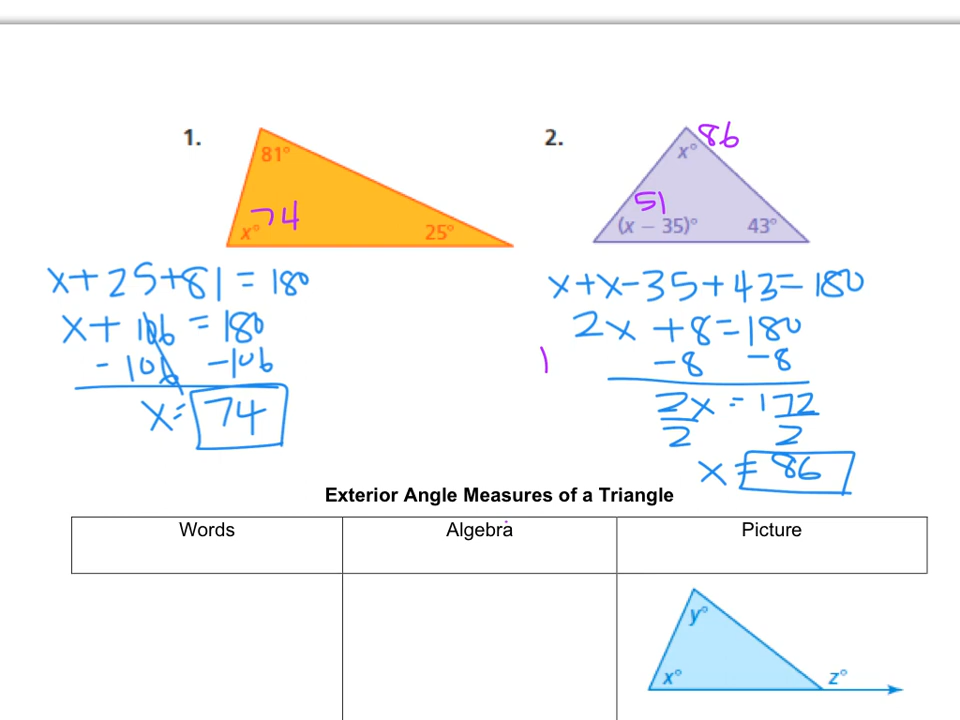 1.
81°
74
x°
25°
x+25+81=180
x+106=180
-106 -106
x=74
2.
86
x°
51
(x – 35)°
43°
x+x-35+43=180
2x +8=180
-8 -8
2x = 172
2 2
x = 86
Exterior Angle Measures of a Triangle
Words Algebra Picture
y°
x°
z°